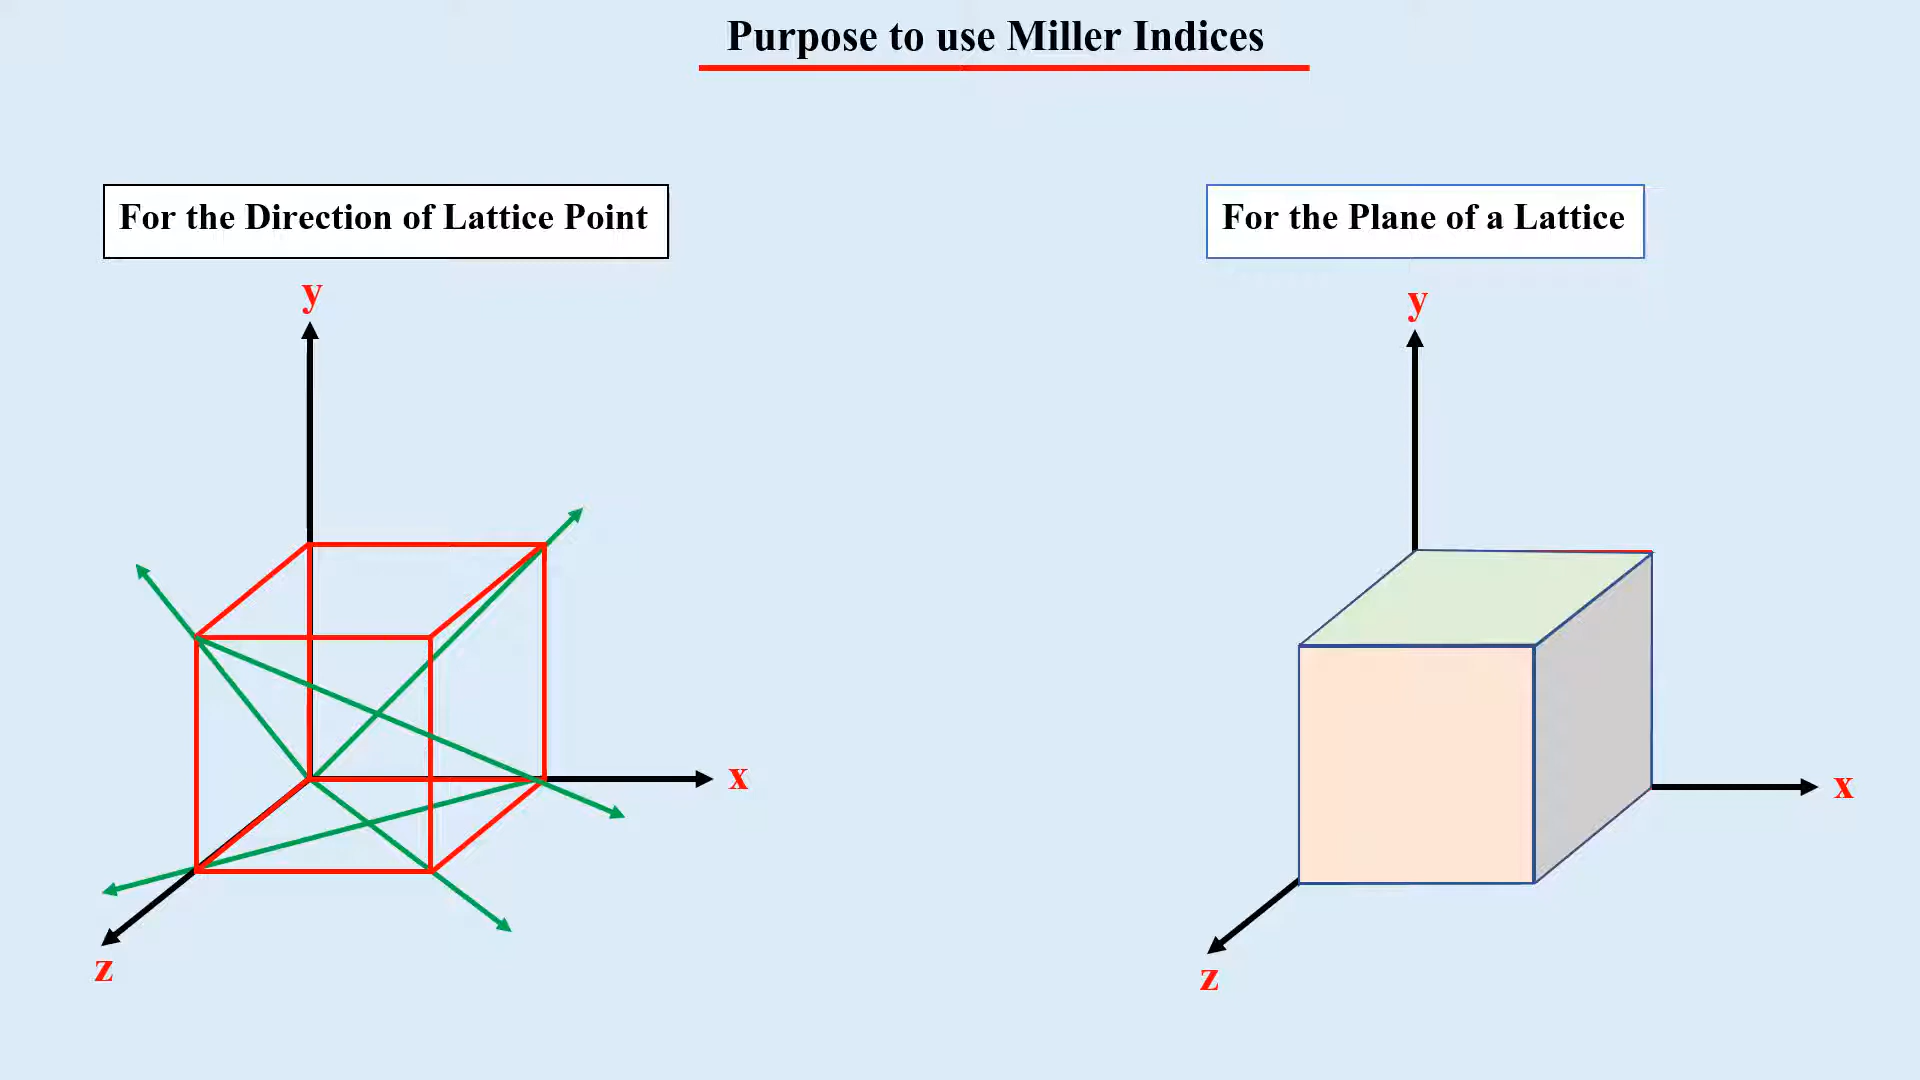 Purpose to use Miller Indices
For the Direction of Lattice Point
For the Plane of a Lattice
y
x
z
y
x
z